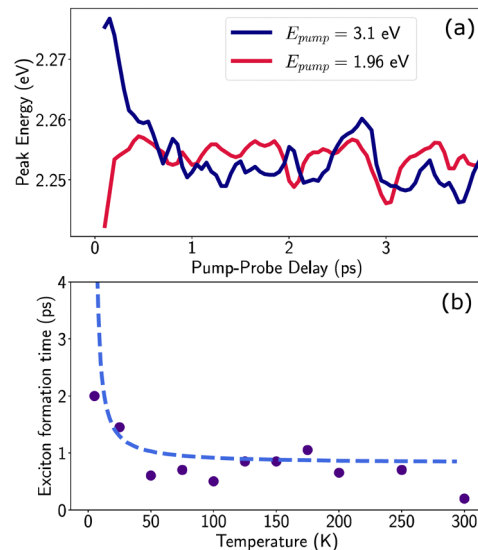 (a)
E_pump = 3.1 eV
E_pump = 1.96 eV
2.27
2.26
2.25
Peak Energy (eV)
0 1 2 3
Pump-Probe Delay (ps)
(b)
4
3
2
1
0
Exciton formation time (ps)
0 50 100 150 200 250 300
Temperature (K)